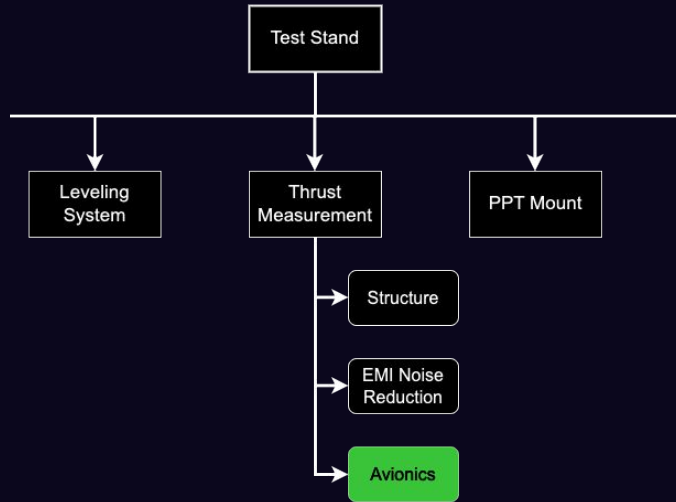 Test Stand
Leveling
System
Thrust
Measurement
PPT Mount
Structure
EMI Noise
Reduction
Avionics